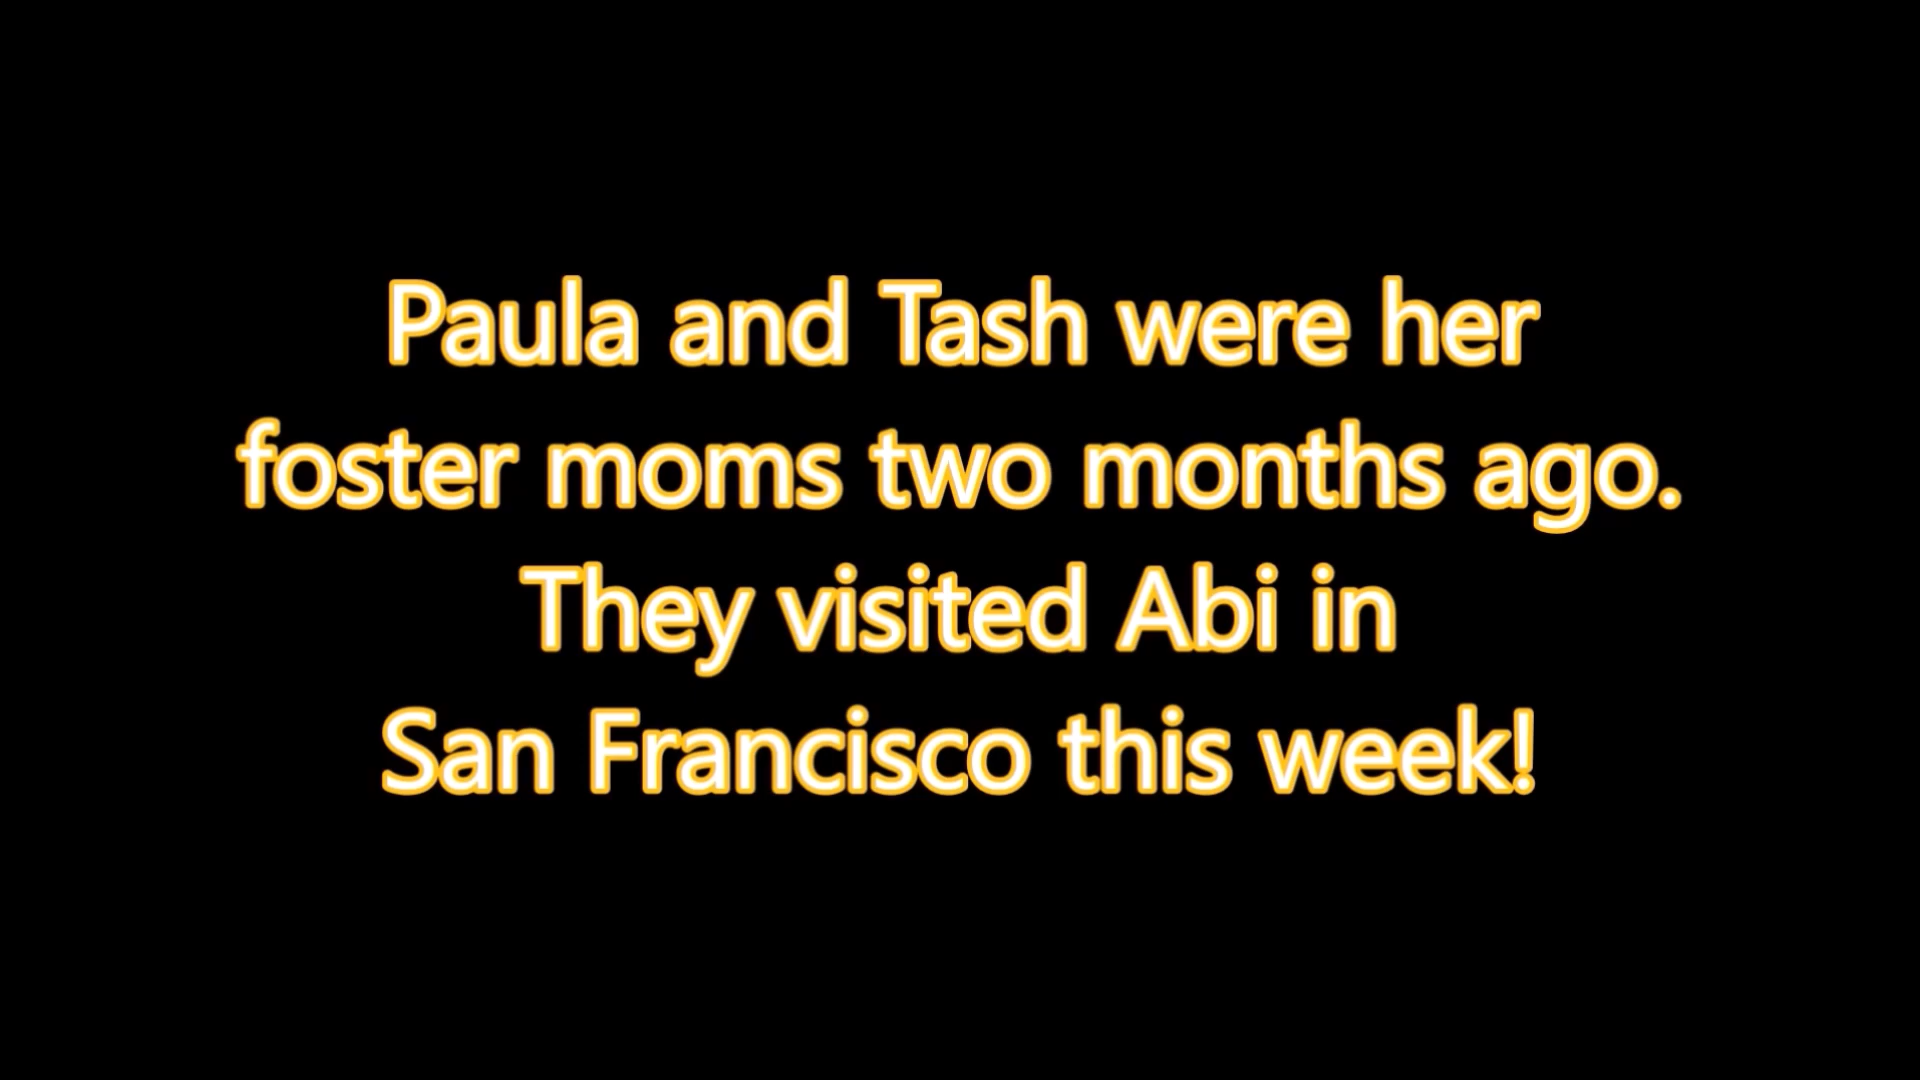 Paula and Tash were her
foster moms two months ago.
They visited Abi in
San Francisco this week!